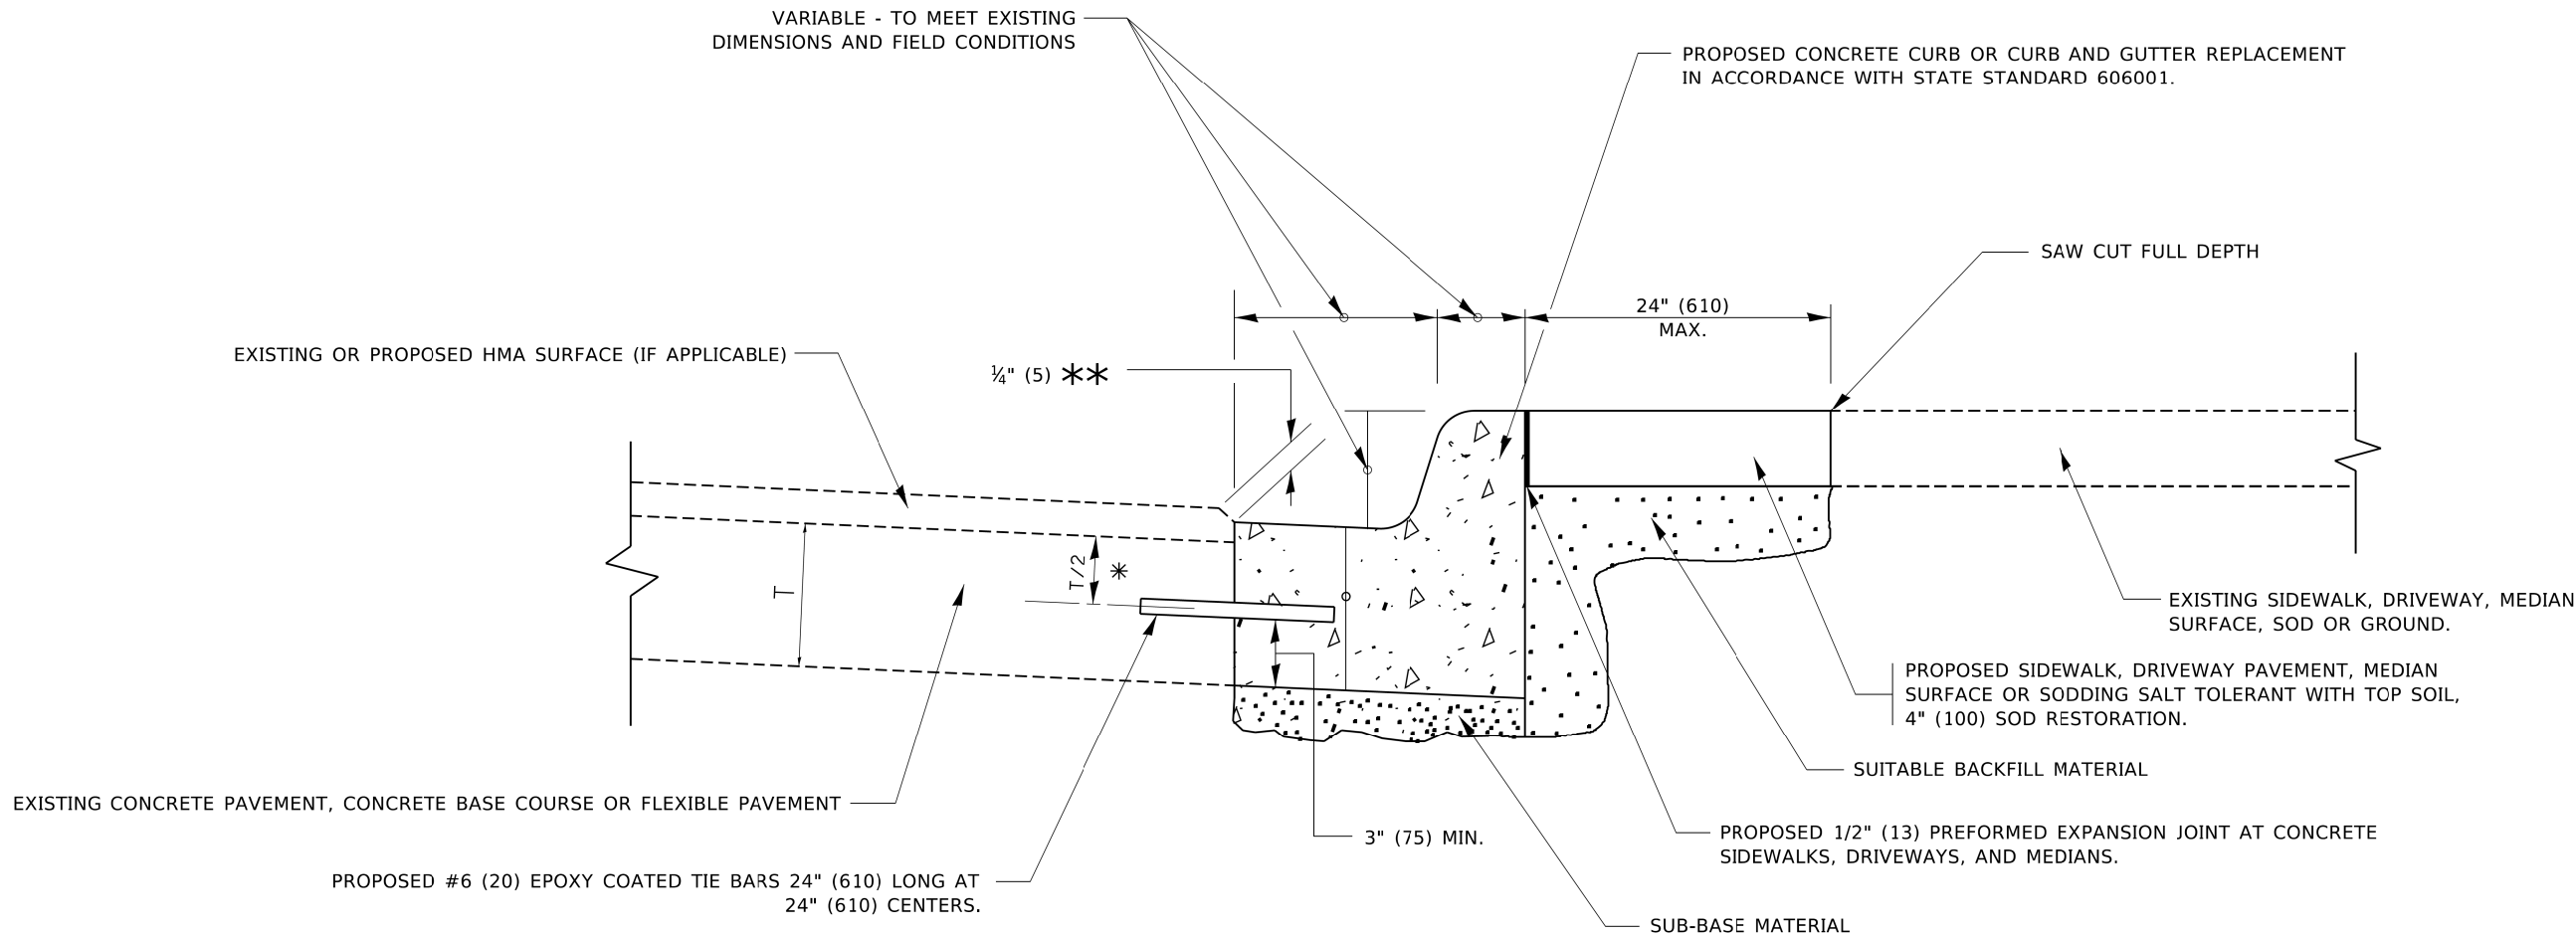 VARIABLE - TO MEET EXISTING
DIMENSIONS AND FIELD CONDITIONS
PROPOSED CONCRETE CURB OR CURB AND GUTTER REPLACEMENT
IN ACCORDANCE WITH STATE STANDARD 606001.
SAW CUT FULL DEPTH
24" (610)
MAX.
EXISTING OR PROPOSED HMA SURFACE (IF APPLICABLE)
¼" (5) **
T/2 *
T
EXISTING SIDEWALK, DRIVEWAY, MEDIAN
SURFACE, SOD OR GROUND.
PROPOSED SIDEWALK, DRIVEWAY PAVEMENT, MEDIAN
SURFACE OR SODDING SALT TOLERANT WITH TOP SOIL,
4" (100) SOD RESTORATION.
SUITABLE BACKFILL MATERIAL
EXISTING CONCRETE PAVEMENT, CONCRETE BASE COURSE OR FLEXIBLE PAVEMENT
3" (75) MIN.
PROPOSED 1/2" (13) PREFORMED EXPANSION JOINT AT CONCRETE
SIDEWALKS, DRIVEWAYS, AND MEDIANS.
PROPOSED #6 (20) EPOXY COATED TIE BARS 24" (610) LONG AT
24" (610) CENTERS.
SUB-BASE MATERIAL